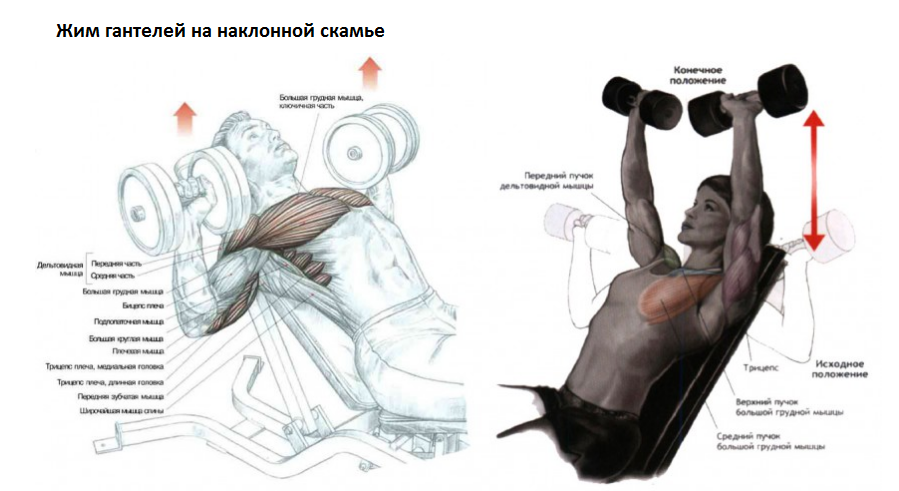 Жим гантелей на наклонной скамье
Большая грудная мышца,
ключичная часть
Дельтовидная
мышца
Передняя часть
Средняя часть
Большая грудная мышца
Бицепс плеча
Подлопаточная мышца
Большая круглая мышца
Плечевая мышца
Трицепс плеча, медиальная головка
Трицепс плеча, длинная головка
Передняя зубчатая мышца
Широчайшая мышца спины
Конечное
положение
Передний пучок
дельтовидной мышцы
Исходное
положение
Трицепс
Верхний пучок
большой грудной мышцы
Средний пучок
большой грудной мышцы